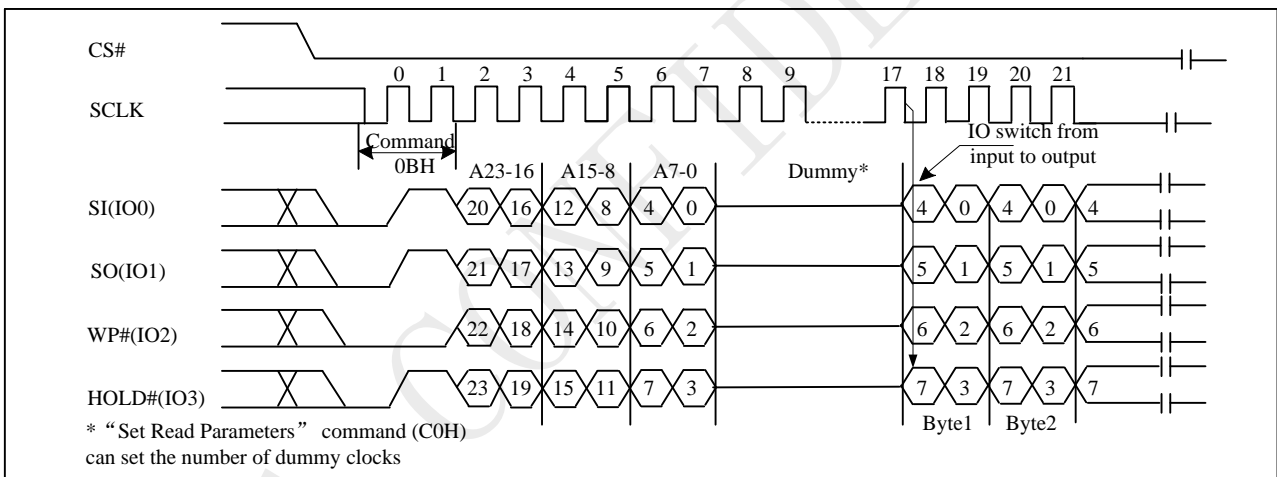 CONFIDE
CS#
0 1 2 3 4 5 6 7 8 9 17 18 19 20 21
SCLK
Command
0BH
IO switch from
input to output
A23-16 A15-8 A7-0 Dummy*
SI(IO0) 20 16 12 8 4 0 4 0 4 0 4
SO(IO1) 21 17 13 9 5 1 5 1 5 1 5
WP#(IO2) 22 18 14 10 6 2 6 2 6 2 6
HOLD#(IO3) 23 19 15 11 7 3 7 3 7 3 7
Byte1 Byte2
* “Set Read Parameters” command (C0H)
can set the number of dummy clocks